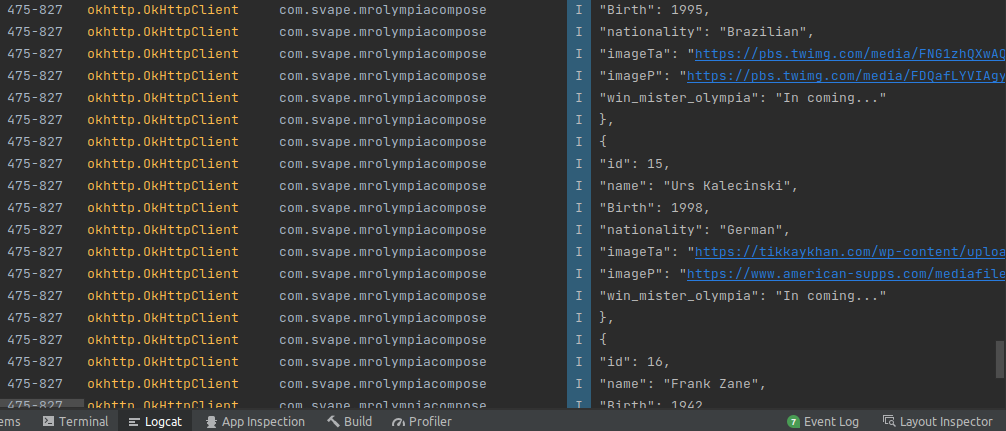 475-827 okhttp.OkHttpClient com.svape.mrolympiacompose I "Birth": 1995,
475-827 okhttp.OkHttpClient com.svape.mrolympiacompose I "nationality": "Brazilian",
475-827 okhttp.OkHttpClient com.svape.mrolympiacompose I "imageTa": "https://pbs.twimg.com/media/FNG1zhQXwAQ
475-827 okhttp.OkHttpClient com.svape.mrolympiacompose I "imageP": "https://pbs.twimg.com/media/FDQafLYVIAgy
475-827 okhttp.OkHttpClient com.svape.mrolympiacompose I "win_mister_olympia": "In coming..."
475-827 okhttp.OkHttpClient com.svape.mrolympiacompose I },
475-827 okhttp.OkHttpClient com.svape.mrolympiacompose I {
475-827 okhttp.OkHttpClient com.svape.mrolympiacompose I "id": 15,
475-827 okhttp.OkHttpClient com.svape.mrolympiacompose I "name": "Urs Kalecinski",
475-827 okhttp.OkHttpClient com.svape.mrolympiacompose I "Birth": 1998,
475-827 okhttp.OkHttpClient com.svape.mrolympiacompose I "nationality": "German",
475-827 okhttp.OkHttpClient com.svape.mrolympiacompose I "imageTa": "https://tikkaykhan.com/wp-content/uploa
475-827 okhttp.OkHttpClient com.svape.mrolympiacompose I "imageP": "https://www.american-supps.com/mediafile
475-827 okhttp.OkHttpClient com.svape.mrolympiacompose I "win_mister_olympia": "In coming..."
475-827 okhttp.OkHttpClient com.svape.mrolympiacompose I },
475-827 okhttp.OkHttpClient com.svape.mrolympiacompose I {
475-827 okhttp.OkHttpClient com.svape.mrolympiacompose I "id": 16,
475-827 okhttp.OkHttpClient com.svape.mrolympiacompose I "name": "Frank Zane",
475-827 okhttp.OkHttpClient com.svape.mrolympiacompose I "Birth": 1942
ems Terminal Logcat App Inspection Build Profiler 7 Event Log Layout Inspector